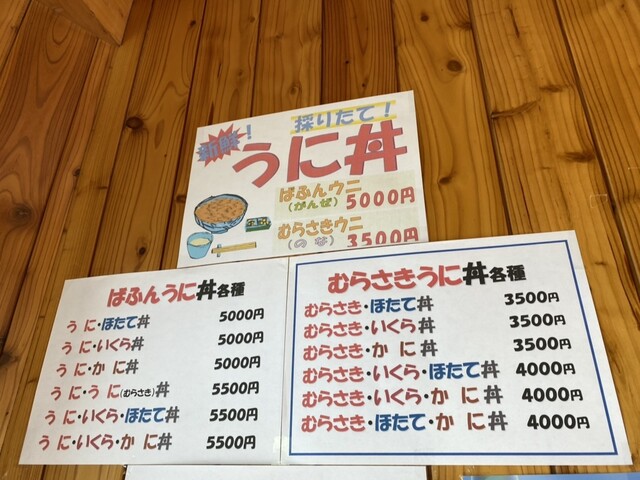 新鮮！
採りたて！
うに丼
ばふんウニ
(がんぜ)
5000円
むらさきウニ
(のな)
3500円
ばふんうに丼各種
うに・ほたて丼 5000円
うに・いくら丼 5000円
うに・かに丼 5000円
うに・うに(むらさき)丼 5500円
うに・いくら・ほたて丼 5500円
うに・いくら・かに丼 5500円
むらさきうに丼各種
むらさき・ほたて丼 3500円
むらさき・いくら丼 3500円
むらさき・かに丼 3500円
むらさき・いくら・ほたて丼 4000円
むらさき・いくら・かに丼 4000円
むらさき・ほたて・かに丼 4000円